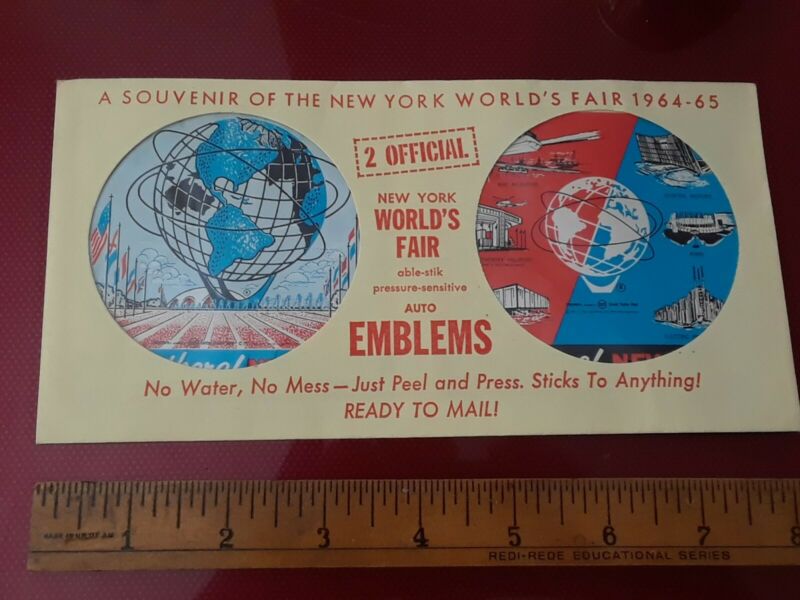 A SOUVENIR OF THE NEW YORK WORLD'S FAIR 1964-65
2 OFFICIAL
NEW YORK
WORLD'S
FAIR
able-stik
pressure-sensitive
AUTO
EMBLEMS
No Water, No Mess—Just Peel and Press. Sticks To Anything!
READY TO MAIL!
1 2 3 4 5 6 7 8
MADE IN U.S.A.
REDI-REDE EDUCATIONAL SERIES